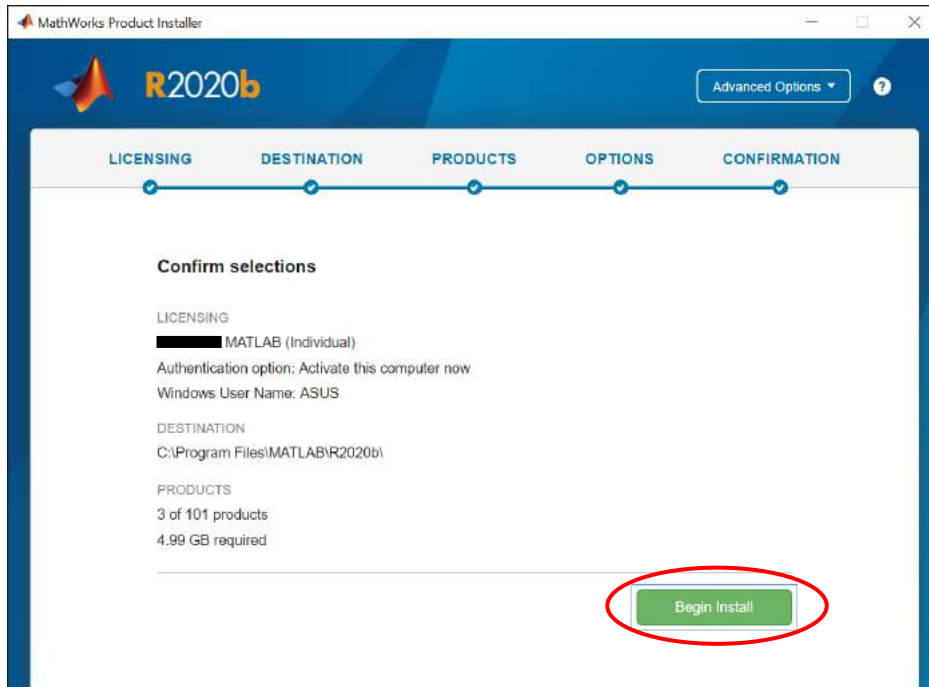 MathWorks Product Installer
R2020b
Advanced Options
?
LICENSING DESTINATION PRODUCTS OPTIONS CONFIRMATION
Confirm selections
LICENSING
MATLAB (Individual)
Authentication option: Activate this computer now
Windows User Name: ASUS
DESTINATION
C:\Program Files\MATLAB\R2020b\
PRODUCTS
3 of 101 products
4.99 GB required
Begin Install